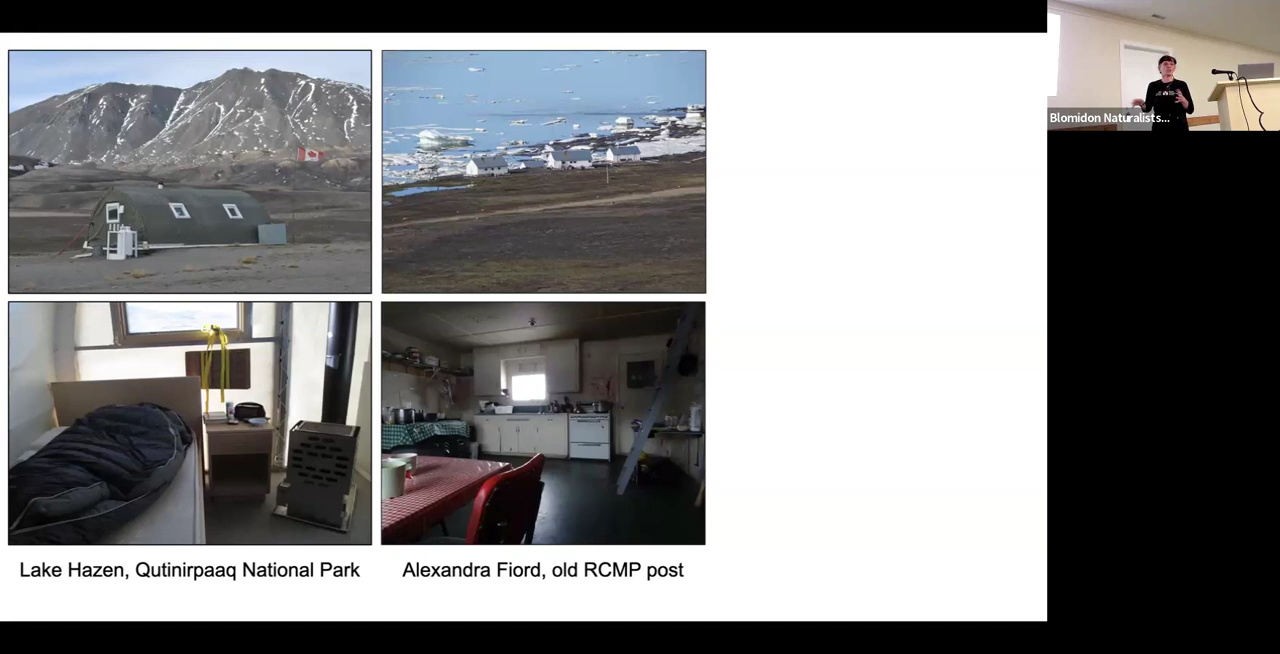 Blomidon Naturalists...
Lake Hazen, Qutinirpaaq National Park
Alexandra Fiord, old RCMP post